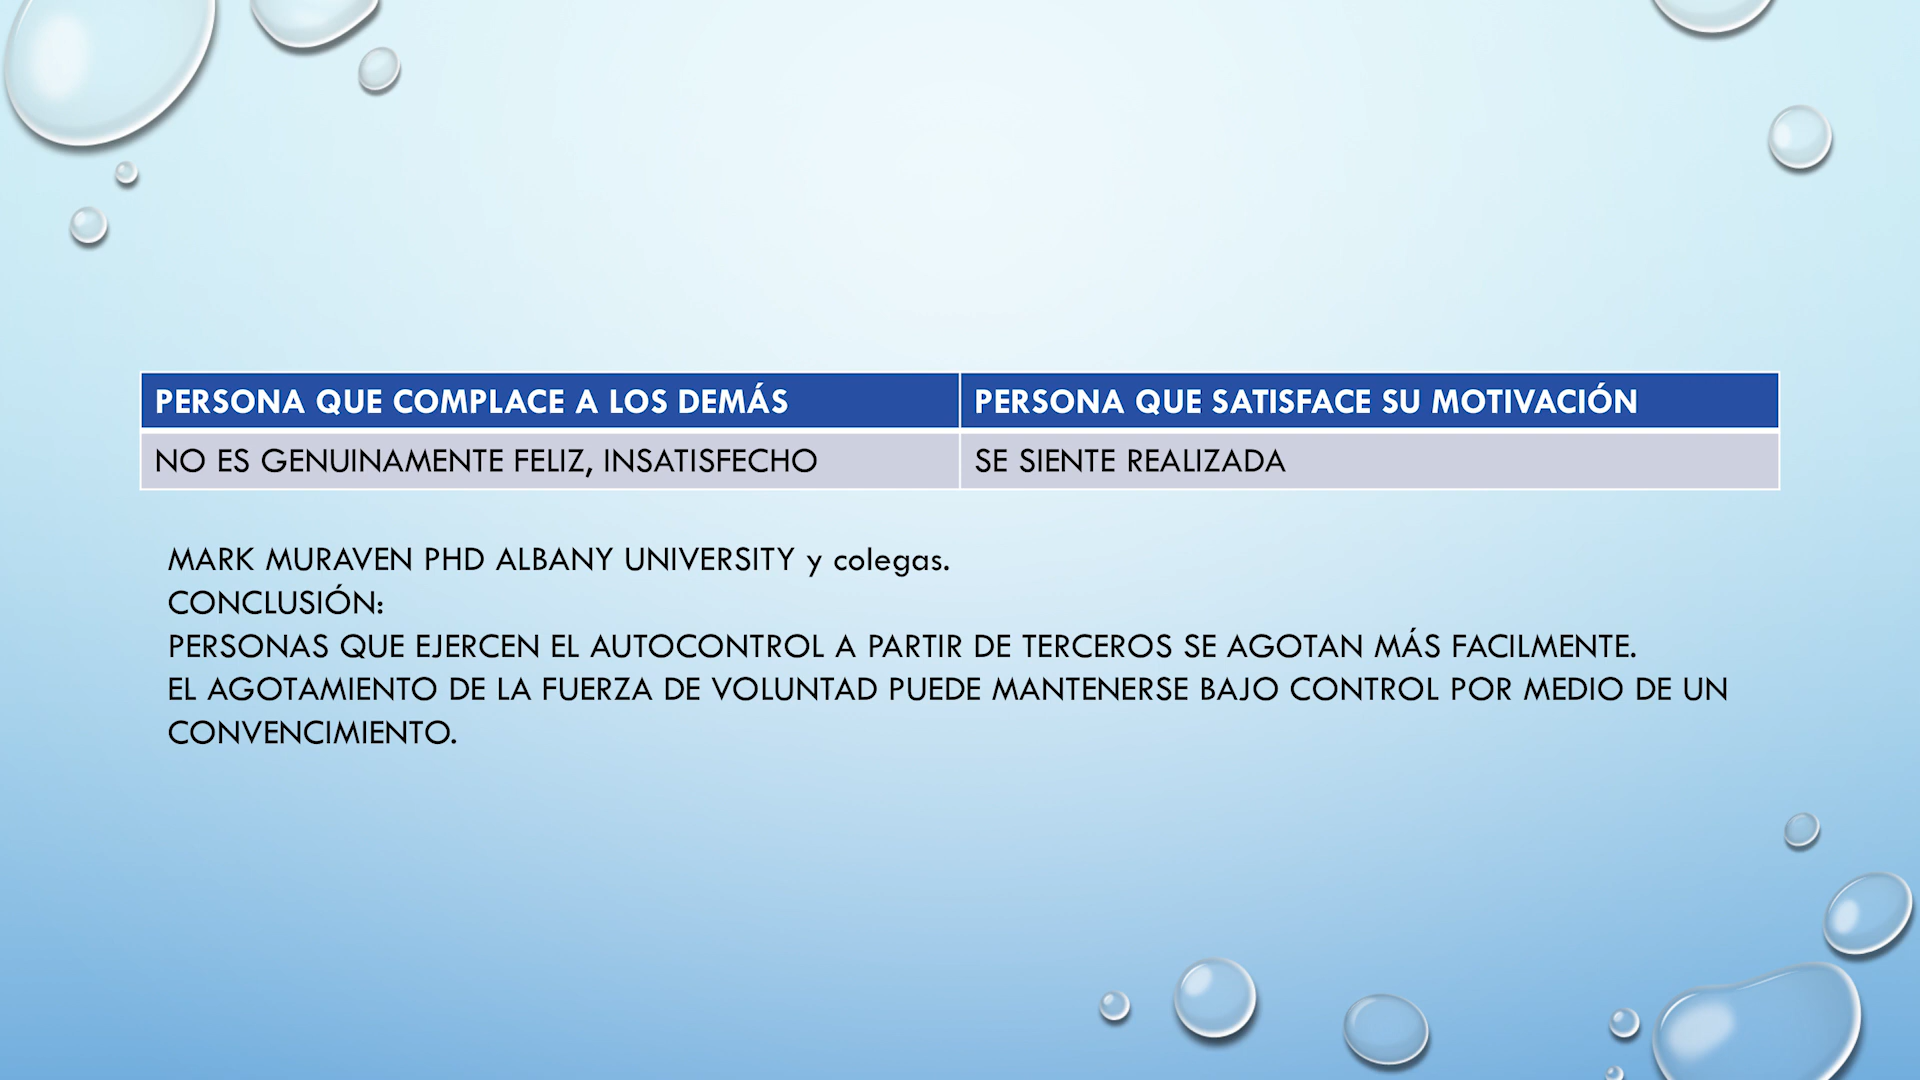 PERSONA QUE COMPLACE A LOS DEMÁS
PERSONA QUE SATISFACE SU MOTIVACIÓN
NO ES GENUINAMENTE FELIZ, INSATISFECHO
SE SIENTE REALIZADA
MARK MURAVEN PHD ALBANY UNIVERSITY y colegas.
CONCLUSIÓN:
PERSONAS QUE EJERCEN EL AUTOCONTROL A PARTIR DE TERCEROS SE AGOTAN MÁS FACILMENTE.
EL AGOTAMIENTO DE LA FUERZA DE VOLUNTAD PUEDE MANTENERSE BAJO CONTROL POR MEDIO DE UN
CONVENCIMIENTO.